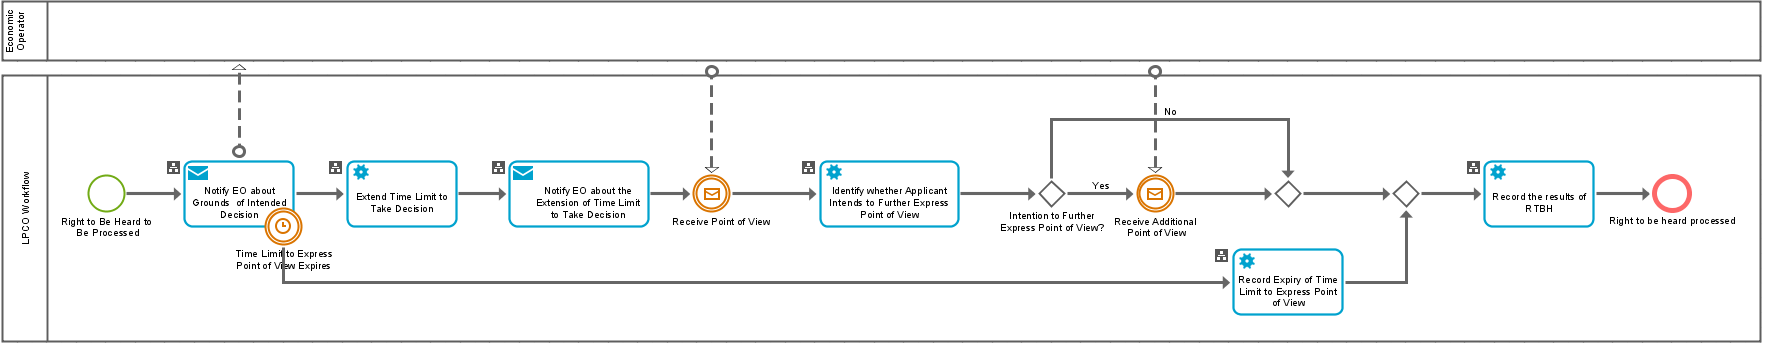 Economic
Operator
LPCO Workflow
Right to Be Heard to
Be Processed
Notify EO about
Grounds of Intended
Decision
Time Limit to Express
Point of View Expires
Extend Time Limit to
Take Decision
Notify EO about the
Extension of Time Limit
to Take Decision
Receive Point of View
Identify whether Applicant
Intends to Further Express
Point of View
Intention to Further
Express Point of View?
No
Yes
Receive Additional
Point of View
Record Expiry of Time
Limit to Express Point
of View
Record the results of
RTBH
Right to be heard processed